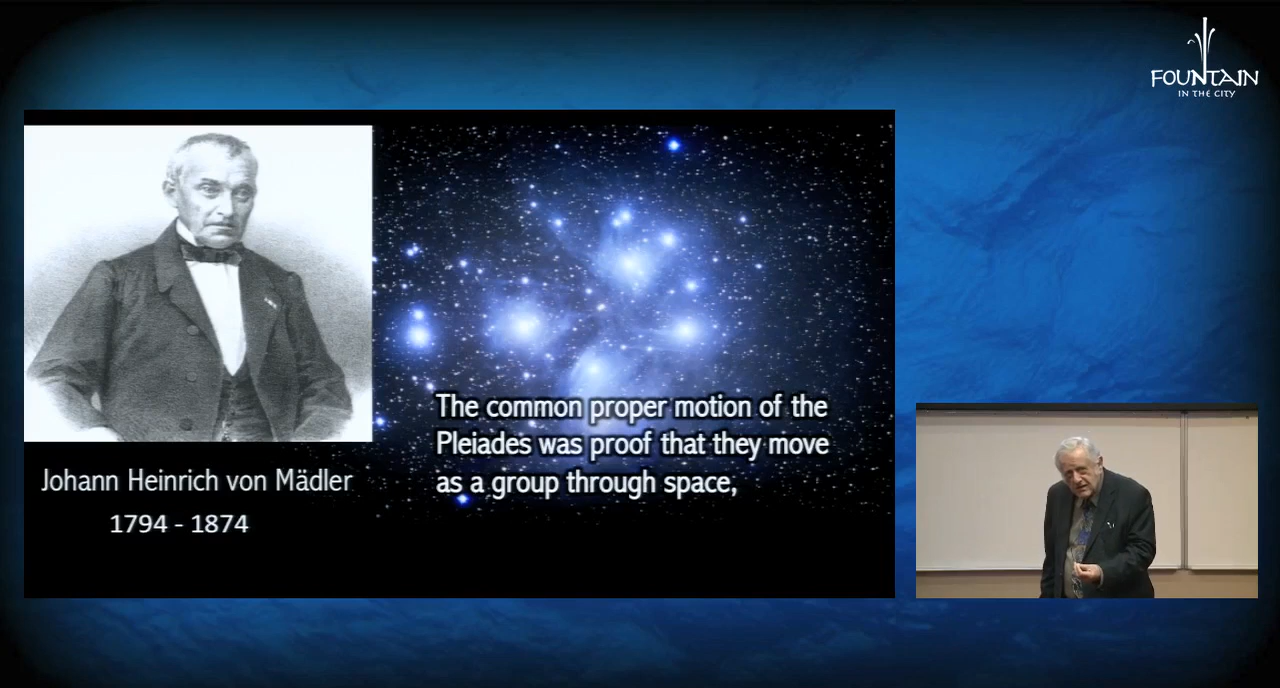 FOUNTAIN
IN THE CITY
The common proper motion of the
Pleiades was proof that they move
as a group through space,
Johann Heinrich von Mädler
1794 - 1874